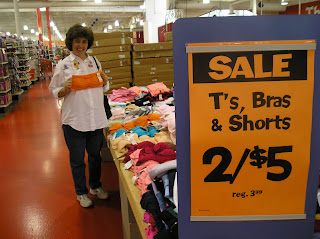 SALE
T's, Bras
& Shorts
2/$5
reg. 3.99